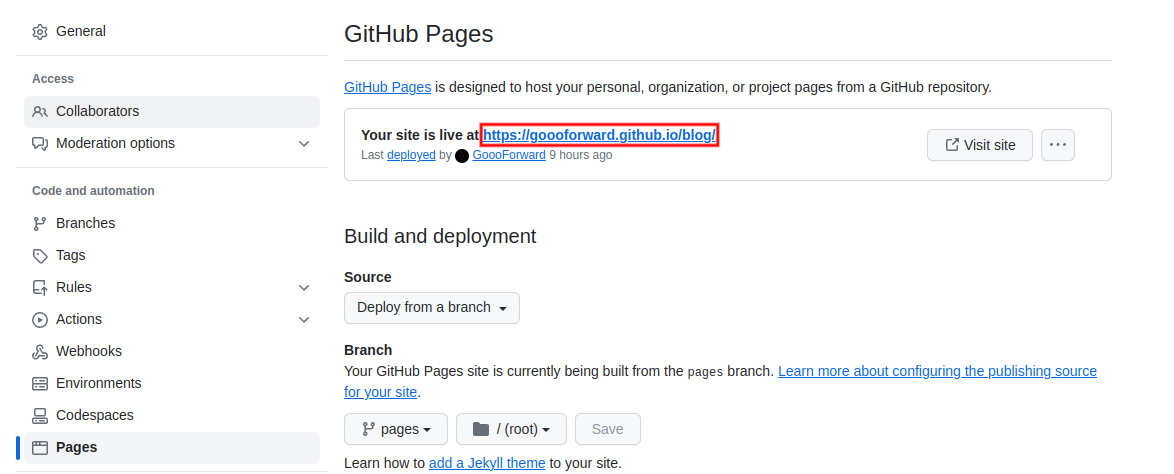 General
Access
Collaborators
Moderation options
Code and automation
Branches
Tags
Rules
Actions
Webhooks
Environments
Codespaces
Pages
GitHub Pages
GitHub Pages is designed to host your personal, organization, or project pages from a GitHub repository.
Your site is live at https://goooforward.github.io/blog/
Last deployed by GoooForward 9 hours ago
Visit site
Build and deployment
Source
Deploy from a branch
Branch
Your GitHub Pages site is currently being built from the pages branch. Learn more about configuring the publishing source
for your site.
pages
/ (root)
Save
Learn how to add a Jekyll theme to your site.